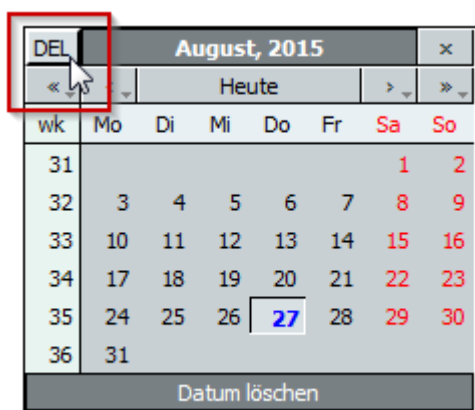 DEL August, 2015 ×
« ‹ Heute › »
wk Mo Di Mi Do Fr Sa So
31 1 2
32 3 4 5 6 7 8 9
33 10 11 12 13 14 15 16
34 17 18 19 20 21 22 23
35 24 25 26 27 28 29 30
36 31
Datum löschen